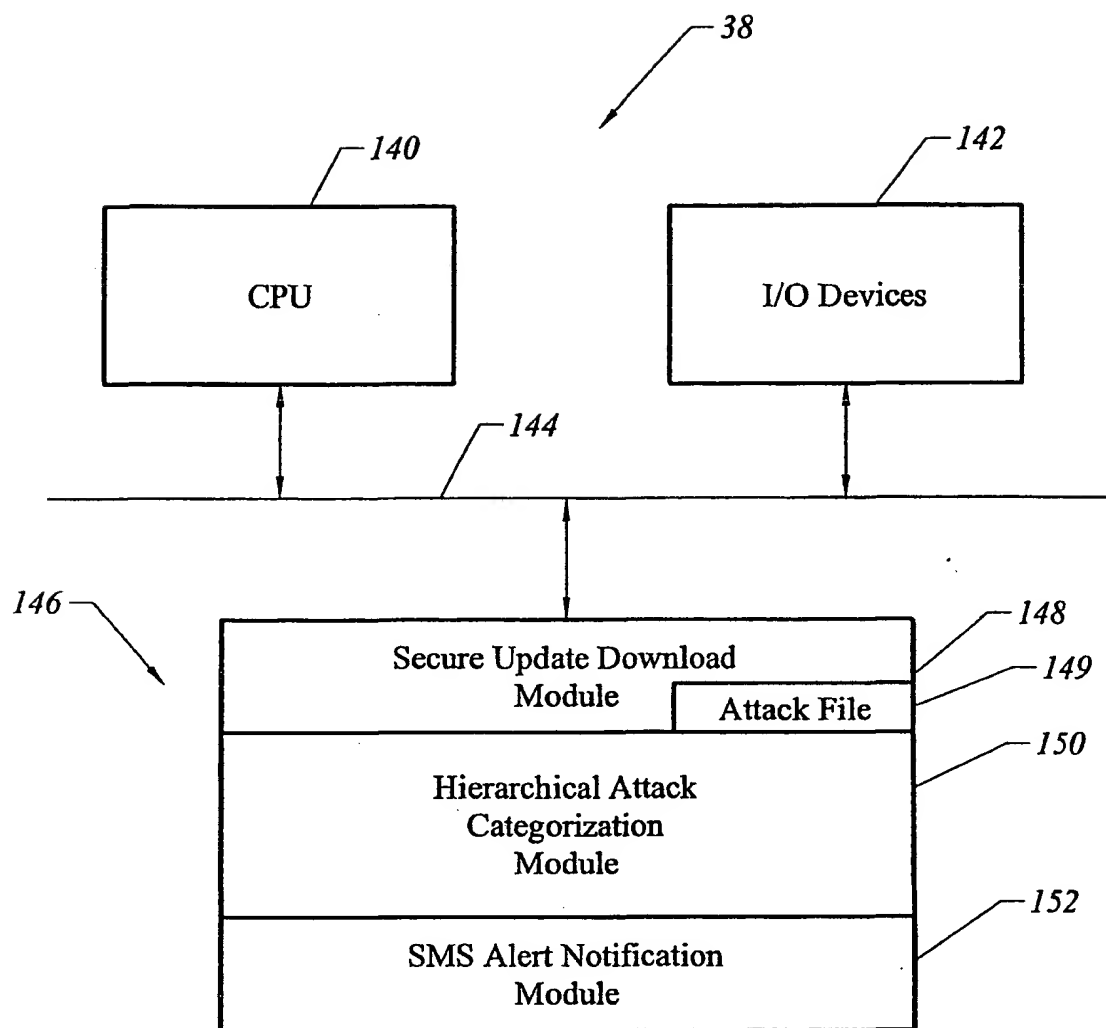 38
140
142
CPU
I/O Devices
144
146
148
Secure Update Download
Module
149
Attack File
150
Hierarchical Attack
Categorization
Module
152
SMS Alert Notification
Module